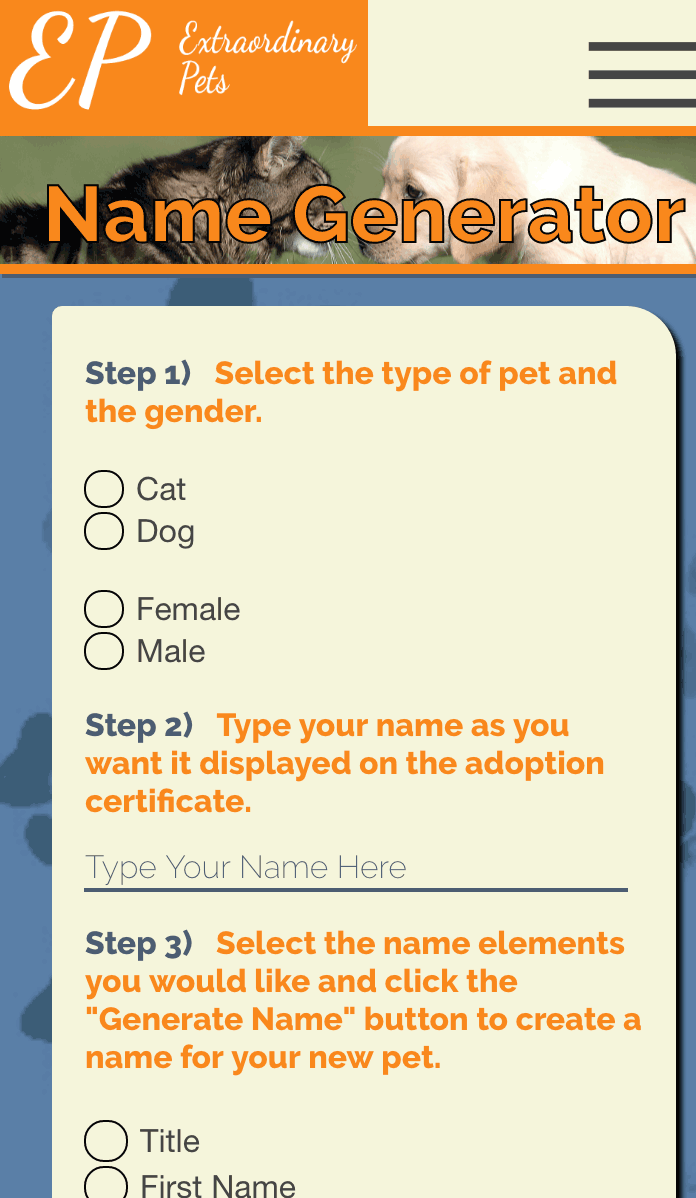 EP
Extraordinary
Pets
Name Generator
Step 1) Select the type of pet and
the gender.
Cat
Dog
Female
Male
Step 2) Type your name as you
want it displayed on the adoption
certificate.
Type Your Name Here
Step 3) Select the name elements
you would like and click the
"Generate Name" button to create a
name for your new pet.
Title
First Name